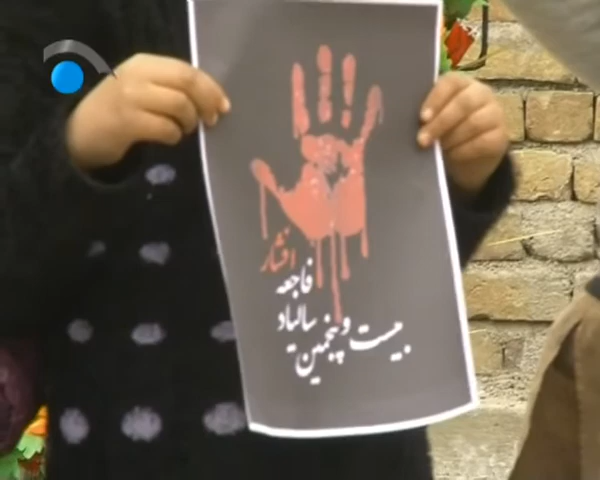 بیست و پنجمین
سالیاد
فاجعه
افشار